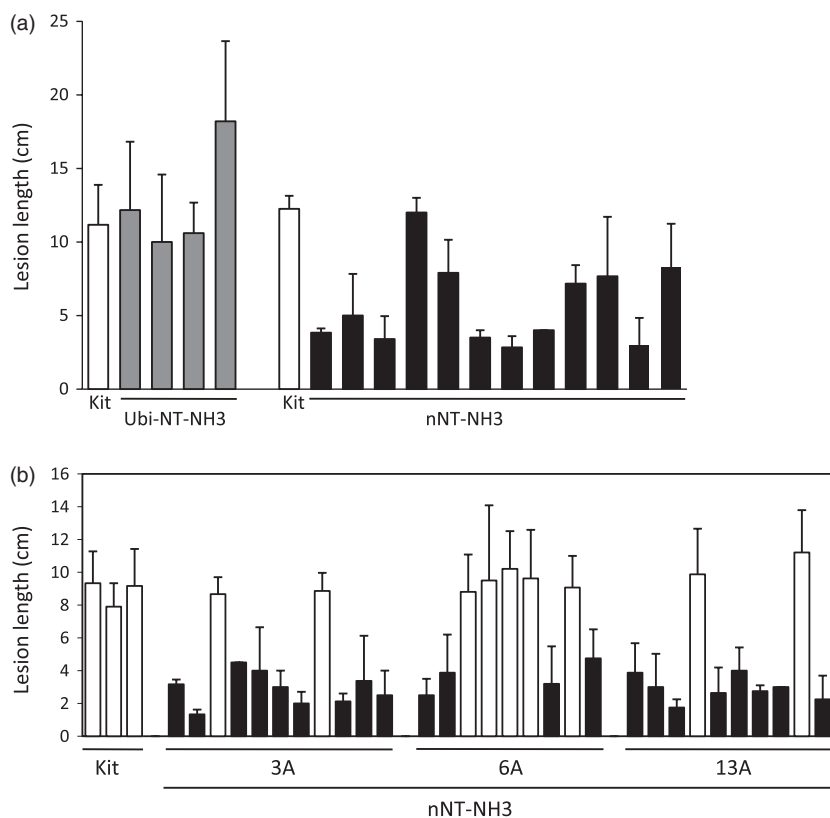 (a)
Lesion length (cm)
25
20
15
10
5
0
Kit
Ubi-NT-NH3
Kit
nNT-NH3
(b)
Lesion length (cm)
16
14
12
10
8
6
4
2
0
Kit
3A
6A
13A
nNT-NH3